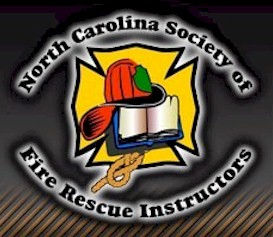 North Carolina Society of
Fire Rescue Instructors